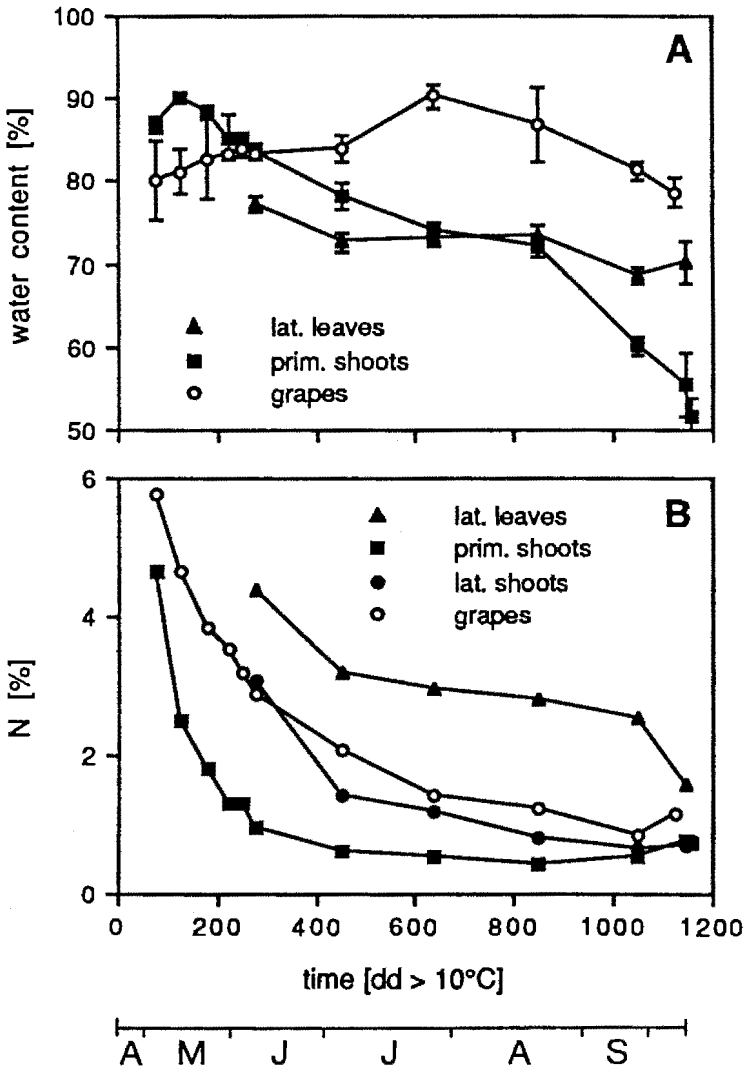 100
A
90
80
70
60
50
water content [%]
lat. leaves
prim. shoots
grapes
6
B
4
2
0
N [%]
lat. leaves
prim. shoots
lat. shoots
grapes
0 200 400 600 800 1000 1200
time [dd > 10°C]
A M J J A S